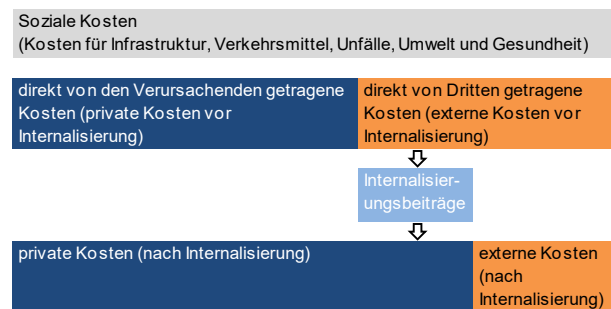 Soziale Kosten
(Kosten für Infrastruktur, Verkehrsmittel, Unfälle, Umwelt und Gesundheit)
direkt von den Verursachenden getragene
Kosten (private Kosten vor
Internalisierung)
direkt von Dritten getragene
Kosten (externe Kosten vor
Internalisierung)
Internalisier-
ungsbeiträge
private Kosten (nach Internalisierung)
externe Kosten
(nach
Internalisierung)